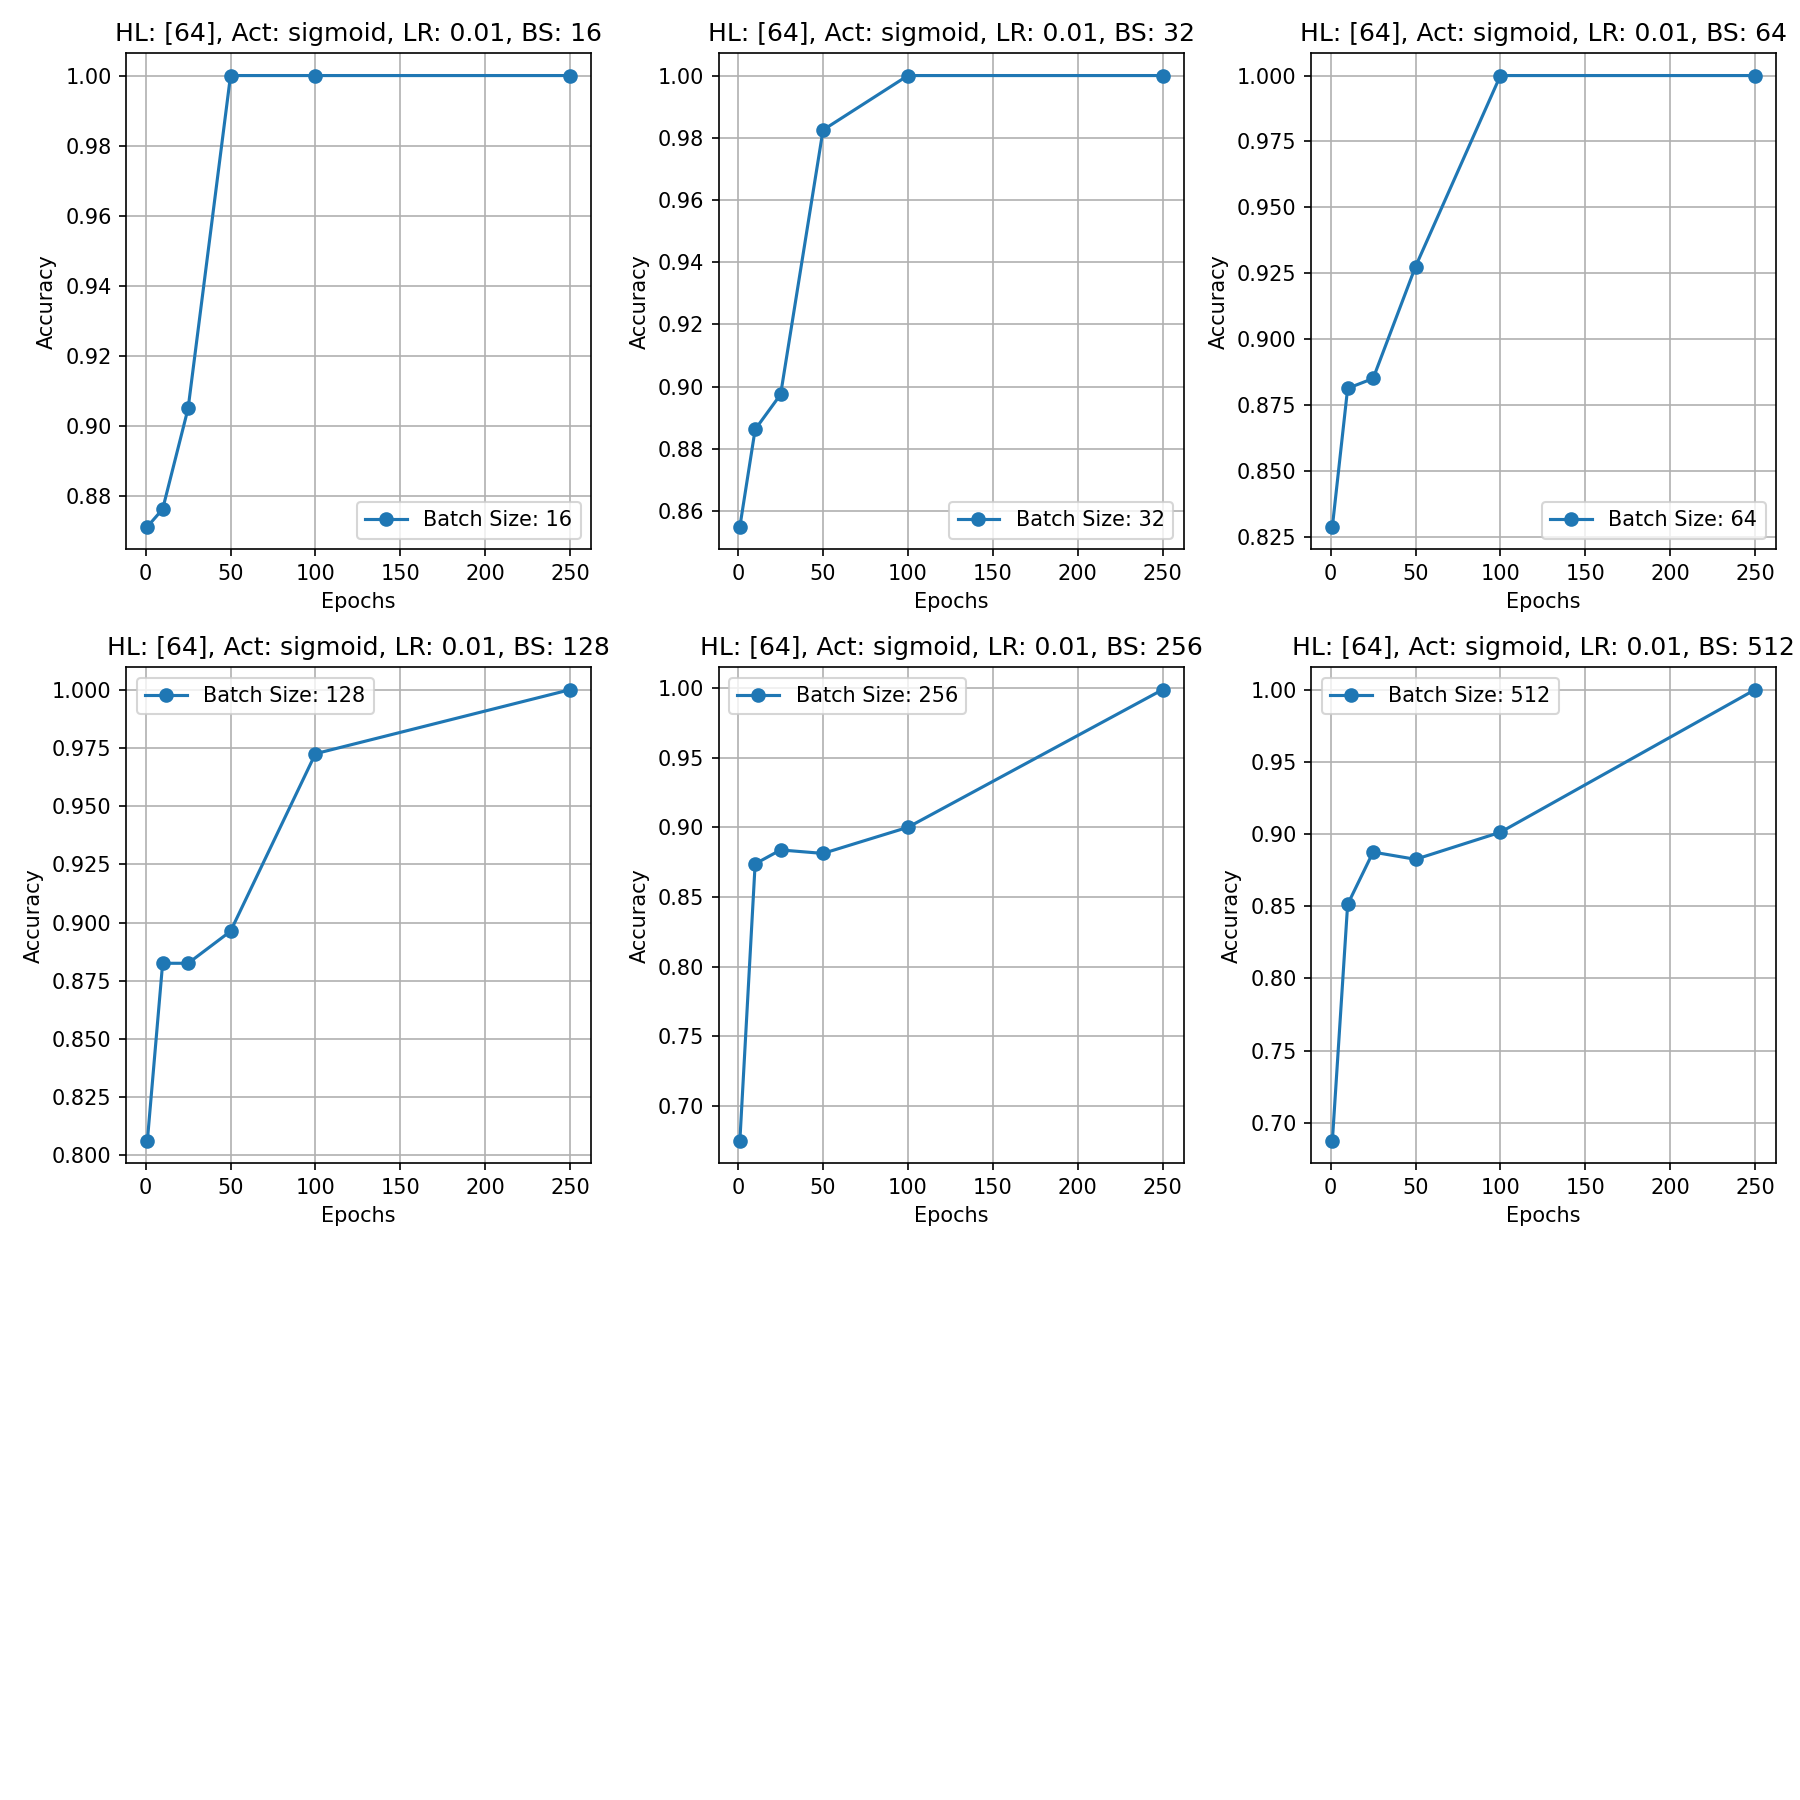 HL: [64], Act: sigmoid, LR: 0.01, BS: 16
1.00
0.98
0.96
0.94
0.92
0.90
0.88
Accuracy
Batch Size: 16
0 50 100 150 200 250
Epochs
HL: [64], Act: sigmoid, LR: 0.01, BS: 32
1.00
0.98
0.96
0.94
0.92
0.90
0.88
0.86
Accuracy
Batch Size: 32
0 50 100 150 200 250
Epochs
HL: [64], Act: sigmoid, LR: 0.01, BS: 64
1.000
0.975
0.950
0.925
0.900
0.875
0.850
0.825
Accuracy
Batch Size: 64
0 50 100 150 200 250
Epochs
HL: [64], Act: sigmoid, LR: 0.01, BS: 128
Batch Size: 128
1.000
0.975
0.950
0.925
0.900
0.875
0.850
0.825
0.800
Accuracy
0 50 100 150 200 250
Epochs
HL: [64], Act: sigmoid, LR: 0.01, BS: 256
Batch Size: 256
1.00
0.95
0.90
0.85
0.80
0.75
0.70
Accuracy
0 50 100 150 200 250
Epochs
HL: [64], Act: sigmoid, LR: 0.01, BS: 512
Batch Size: 512
1.00
0.95
0.90
0.85
0.80
0.75
0.70
Accuracy
0 50 100 150 200 250
Epochs